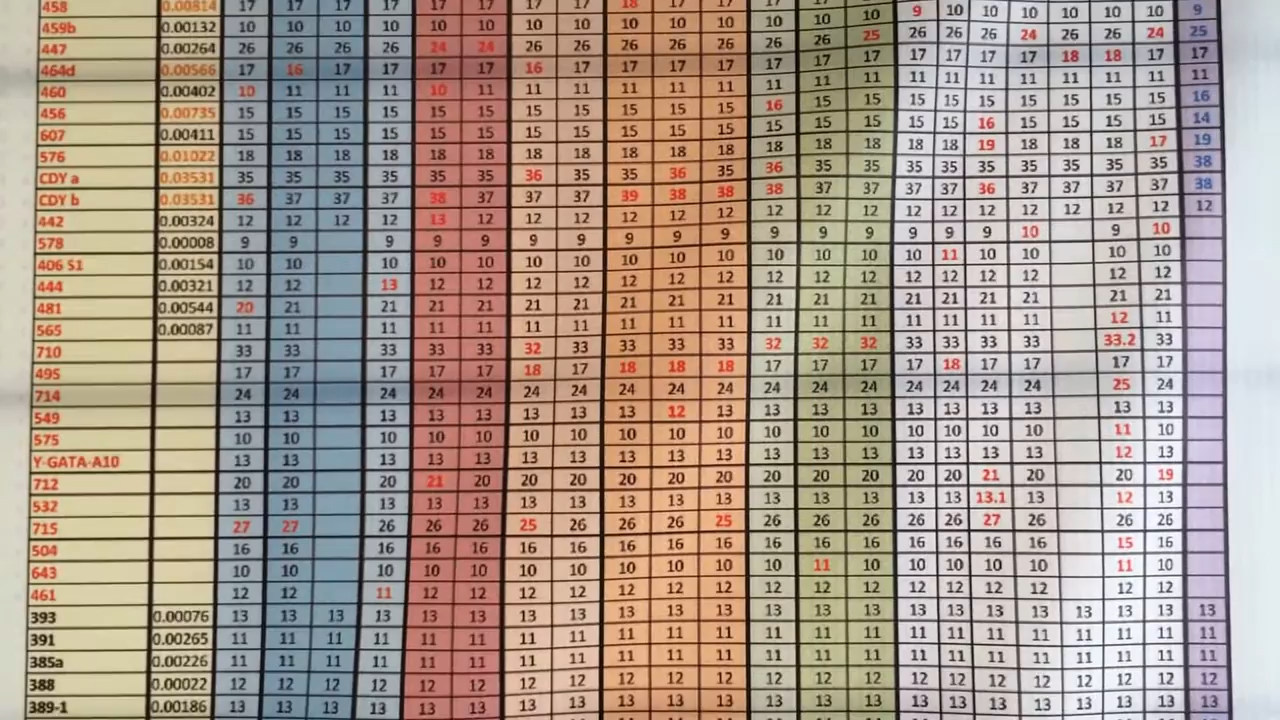 458 0.00814 17 17 17 17 17 17 17 17 18 17 17 17 17 17
459b 0.00132 10 10 10 10 10 10 10 10 10 10 10 10 10 10 9 10 10 10 10 10 10 9
447 0.00264 26 26 26 26 24 24 26 26 26 26 26 26 26 25 26 26 26 24 26 26 24 25
464d 0.00566 17 16 17 17 17 17 16 17 17 17 17 17 17 17 17 17 17 17 18 18 17 17
460 0.00402 10 11 11 11 10 11 11 11 11 11 11 11 11 11 11 11 11 11 11 11 11 11
456 0.00735 15 15 15 15 15 15 15 15 15 15 15 16 15 15 15 15 15 15 15 15 15 16
607 0.00411 15 15 15 15 15 15 15 15 15 15 15 15 15 15 15 15 16 15 15 15 15 14
576 0.01022 18 18 18 18 18 18 18 18 18 18 18 18 18 18 18 18 19 18 18 18 17 19
CDY a 0.03531 35 35 35 35 35 35 36 35 35 36 35 36 35 35 35 35 35 35 35 35 35 38
CDY b 0.03531 36 37 37 37 38 37 37 37 39 38 38 38 37 37 37 37 36 37 37 37 37 38
442 0.00324 12 12 12 12 13 12 12 12 12 12 12 12 12 12 12 12 12 12 12 12 12 12
578 0.00008 9 9 9 9 9 9 9 9 9 9 9 9 9 9 9 9 10 9 10
406 S1 0.00154 10 10 10 10 10 10 10 10 10 10 10 10 10 10 11 10 10 10 10
444 0.00321 12 12 13 12 12 12 12 12 12 12 12 12 12 12 12 12 12 12 12
481 0.00544 20 21 21 21 21 21 21 21 21 21 21 21 21 21 21 21 21 21 21
565 0.00087 11 11 11 11 11 11 11 11 11 11 11 11 11 11 11 11 11 12 11
710 33 33 33 33 33 32 33 33 33 33 32 32 32 33 33 33 33 33.2 33
495 17 17 17 17 17 18 17 18 18 18 17 17 17 17 18 17 17 17 17
714 24 24 24 24 24 24 24 24 24 24 24 24 24 24 24 24 24 25 24
549 13 13 13 13 13 13 13 13 12 13 13 13 13 13 13 13 13 13 13
575 10 10 10 10 10 10 10 10 10 10 10 10 10 10 10 10 10 11 10
Y-GATA-A10 13 13 13 13 13 13 13 13 13 13 13 13 13 13 13 13 13 12 13
712 20 20 20 21 20 20 20 20 20 20 20 20 20 20 20 21 20 20 19
532 13 13 13 13 13 13 13 13 13 13 13 13 13 13 13 13.1 13 12 13
715 27 27 26 26 26 25 26 26 26 25 26 26 26 26 26 27 26 26 26
504 16 16 16 16 16 16 16 16 16 16 16 16 16 16 16 16 16 15 16
643 10 10 10 10 10 10 10 10 10 10 10 11 10 10 10 10 10 11 10
461 12 12 11 12 12 12 12 12 12 12 12 12 12 12 12 12 12 12 12
393 0.00076 13 13 13 13 13 13 13 13 13 13 13 13 13 13 13 13 13 13 13 13 13 13
391 0.00265 11 11 11 11 11 11 11 11 11 11 11 11 11 11 11 11 11 11 11 11 11 11
385a 0.00226 11 11 11 11 11 11 11 11 11 11 11 11 11 11 11 11 11 11 11 11 11 11
388 0.00022 12 12 12 12 12 12 12 12 12 12 12 12 12 12 12 12 12 12 12 12 12 12
389-1 0.00186 13 13 13 13 13 13 13 13 13 13 13 13 13 13 13 13 13 13 13 13 13 13